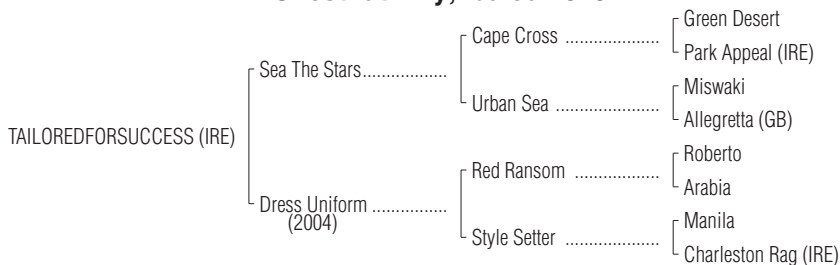 Green Desert
Cape Cross
Park Appeal (IRE)
Sea The Stars
Miswaki
Urban Sea
Allegretta (GB)
TAILOREDFORSUCCESS (IRE)
Roberto
Red Ransom
Arabia
Dress Uniform
(2004)
Manila
Style Setter
Charleston Rag (IRE)